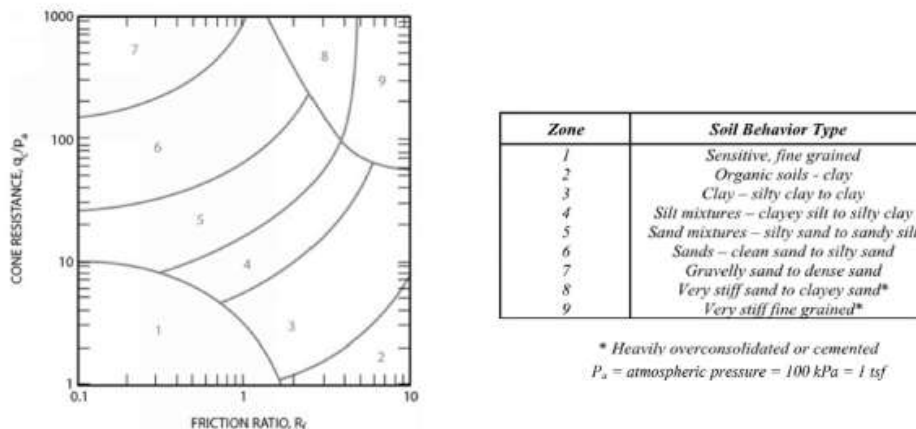 1000
100
10
1
CONE RESISTANCE, qc/pa
7
8
9
6
5
4
1
3
2
0.1
1
10
FRICTION RATIO, Rf
Zone Soil Behavior Type
1 Sensitive, fine grained
2 Organic soils - clay
3 Clay – silty clay to clay
4 Silt mixtures – clayey silt to silty clay
5 Sand mixtures – silty sand to sandy silt
6 Sands – clean sand to silty sand
7 Gravelly sand to dense sand
8 Very stiff sand to clayey sand*
9 Very stiff fine grained*
* Heavily overconsolidated or cemented
Pa = atmospheric pressure = 100 kPa = 1 tsf